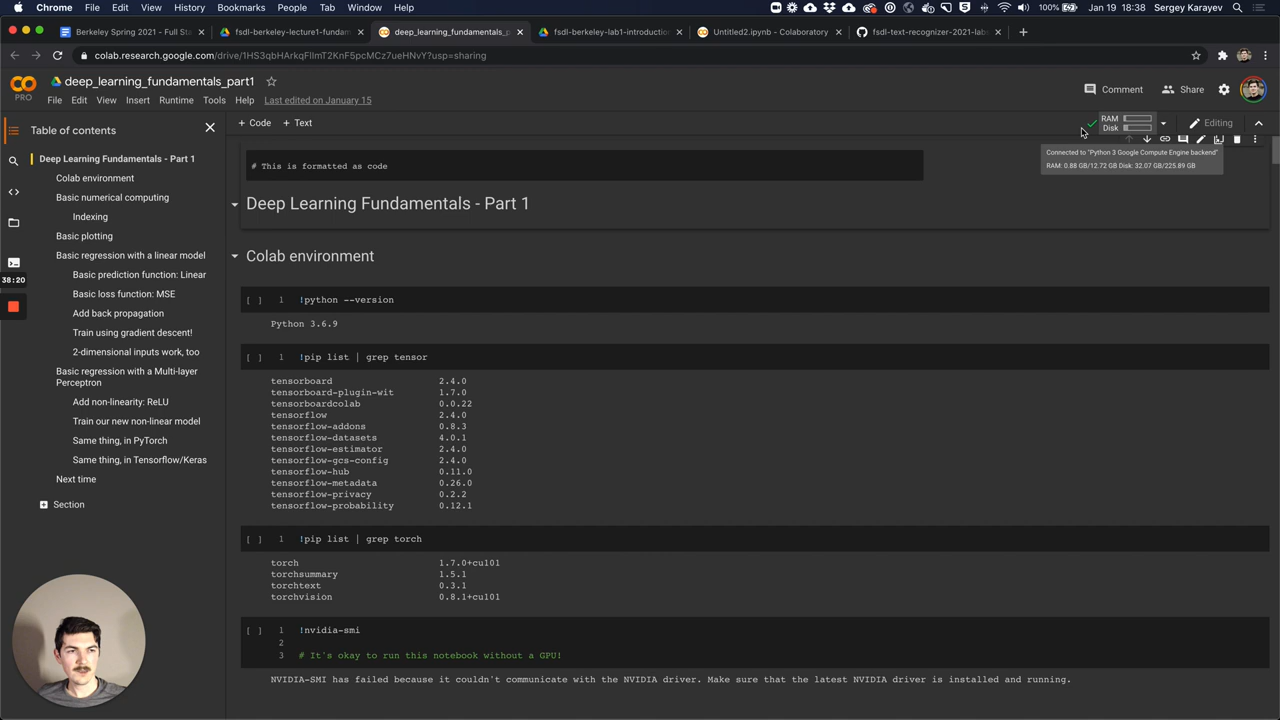 Chrome File Edit View History Bookmarks People Tab Window Help Jan 19 18:38 Sergey Karayev
Berkeley Spring 2021 - Full Sta
fsdl-berkeley-lecture1-fundam
deep_learning_fundamentals_p
fsdl-berkeley-lab1-introduction
Untitled2.ipynb - Colaboratory
fsdl-text-recognizer-2021-labs
deep_learning_fundamentals_part1
PRO
File Edit View Insert Runtime Tools Help Last edited on January 15
Comment Share
Table of contents
+ Code + Text
RAM
Disk
Editing
Connected to "Python 3 Google Compute Engine backend"
RAM: 0.88 GB/12.72 GB Disk: 32.07 GB/225.89 GB
Deep Learning Fundamentals - Part 1
Colab environment
Basic numerical computing
Indexing
Basic plotting
Basic regression with a linear model
Basic prediction function: Linear
Basic loss function: MSE
Add back propagation
Train using gradient descent!
2-dimensional inputs work, too
Basic regression with a Multi-layer
Perceptron
Add non-linearity: ReLU
Train our new non-linear model
Same thing, in PyTorch
Same thing, in Tensorflow/Keras
Next time
Section
38:20
# This is formatted as code
Deep Learning Fundamentals - Part 1
Colab environment
[ ] 1 !python --version
Python 3.6.9
[ ] 1 !pip list | grep tensor
tensorboard 2.4.0
tensorboard-plugin-wit 1.7.0
tensorboardcolab 0.0.22
tensorflow 2.4.0
tensorflow-addons 0.8.3
tensorflow-datasets 4.0.1
tensorflow-estimator 2.4.0
tensorflow-gcs-config 2.4.0
tensorflow-hub 0.11.0
tensorflow-metadata 0.26.0
tensorflow-privacy 0.2.2
tensorflow-probability 0.12.1
[ ] 1 !pip list | grep torch
torch 1.7.0+cu101
torchsummary 1.5.1
torchtext 0.3.1
torchvision 0.8.1+cu101
[ ] 1 !nvidia-smi
2
3 # It's okay to run this notebook without a GPU!
NVIDIA-SMI has failed because it couldn't communicate with the NVIDIA driver. Make sure that the latest NVIDIA driver is installed and running.